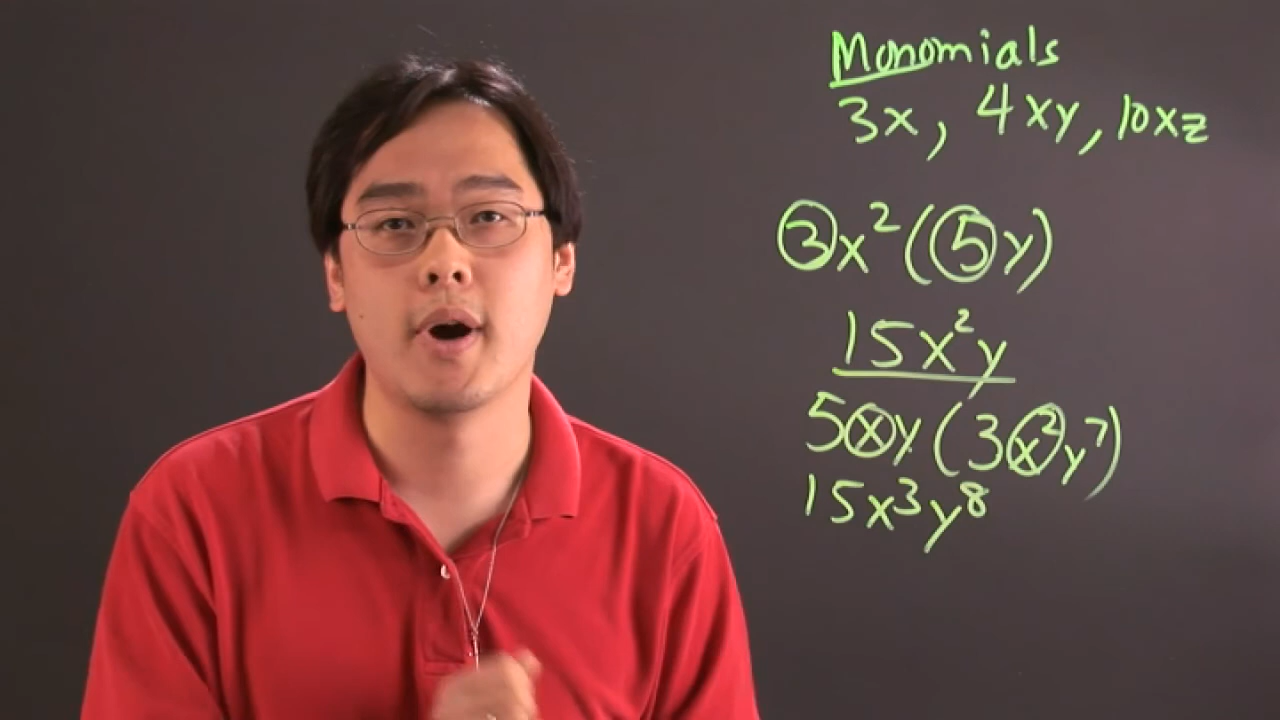 Monomials
3x, 4xy, 10xz
3x²(5y)
15x²y
5xy(3x²y⁷)
15x³y⁸